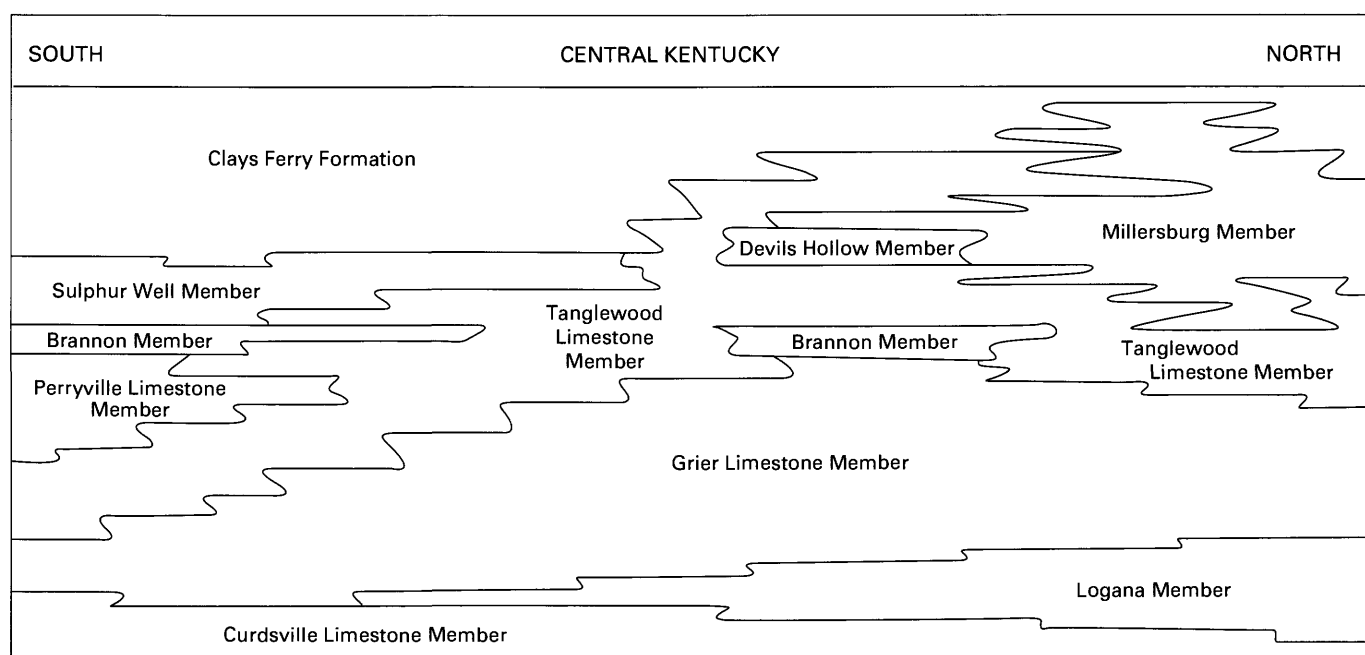 SOUTH
CENTRAL KENTUCKY
NORTH
Clays Ferry Formation
Millersburg Member
Devils Hollow Member
Sulphur Well Member
Tanglewood
Limestone
Member
Brannon Member
Brannon Member
Tanglewood
Limestone Member
Perryville Limestone
Member
Grier Limestone Member
Logana Member
Curdsville Limestone Member